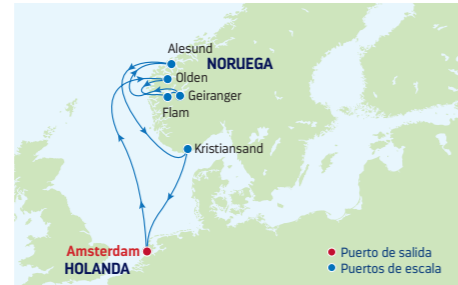 Alesund
NORUEGA
Olden
Geiranger
Flam
Kristiansand
Amsterdam
HOLANDA
Puerto de salida
Puertos de escala